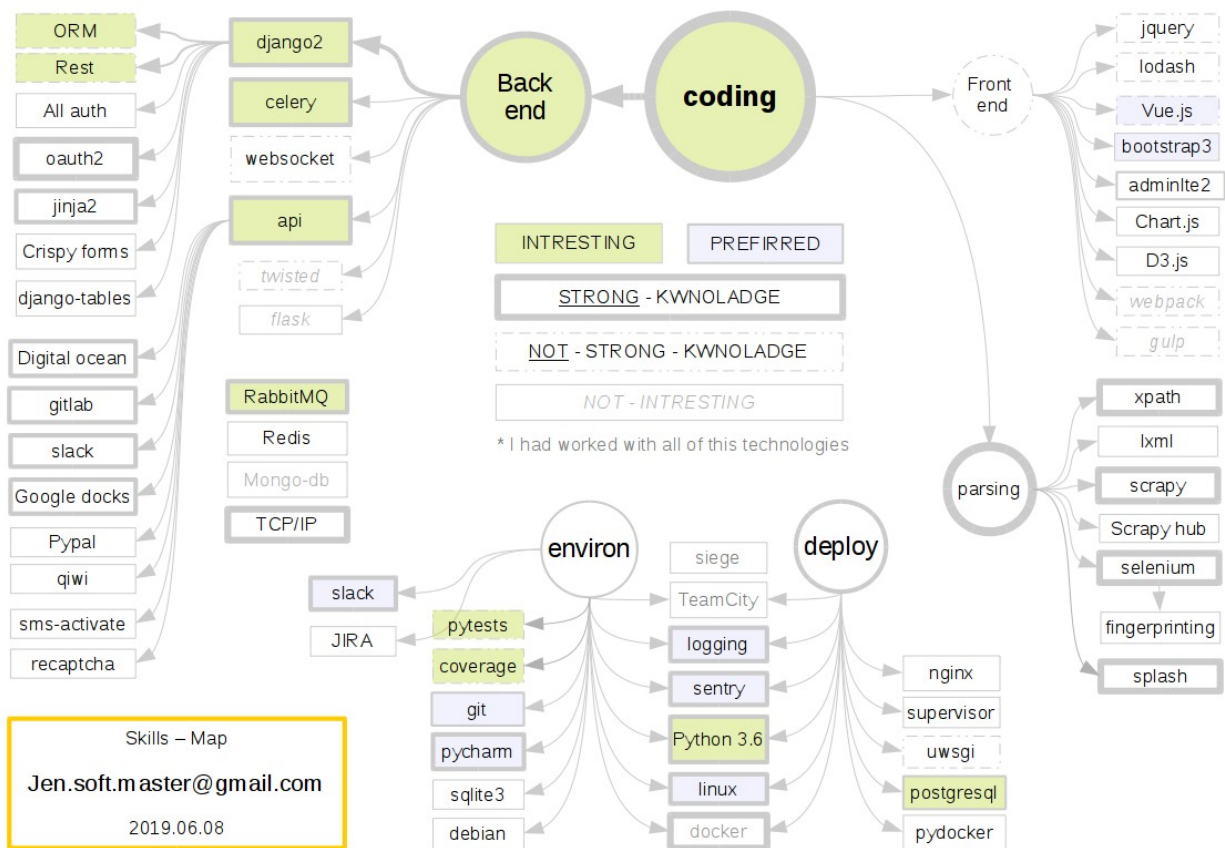 ORM
Rest
All auth
oauth2
jinja2
Crispy forms
django-tables
Digital ocean
gitlab
slack
Google docks
Pypal
qiwi
sms-activate
recaptcha
django2
celery
websocket
api
twisted
flask
RabbitMQ
Redis
Mongo-db
TCP/IP
Back
end
coding
INTRESTING
PREFIRRED
STRONG - KWNOLADGE
NOT - STRONG - KWNOLADGE
NOT - INTRESTING
* I had worked with all of this technologies
Front
end
jquery
lodash
Vue.js
bootstrap3
adminlte2
Chart.js
D3.js
webpack
gulp
parsing
xpath
lxml
scrapy
Scrapy hub
selenium
fingerprinting
splash
environ
deploy
slack
JIRA
pytests
coverage
git
pycharm
sqlite3
debian
siege
TeamCity
logging
sentry
Python 3.6
linux
docker
nginx
supervisor
uwsgi
postgresql
pydocker
Skills – Map
Jen.soft.master@gmail.com
2019.06.08